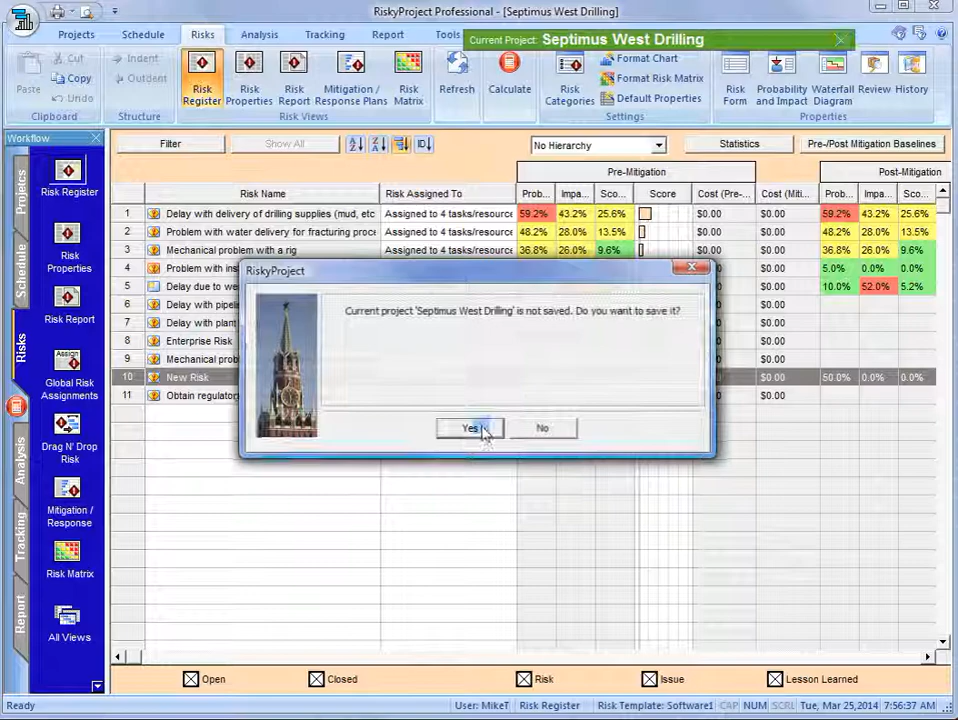 RiskyProject Professional - [Septimus West Drilling]
Projects Schedule Risks Analysis Tracking Report Tools
Current Project: Septimus West Drilling
Paste Cut Copy Undo
Clipboard
Indent Outdent
Structure
Risk Register
Risk Properties
Risk Report
Mitigation / Response Plans
Risk Matrix
Risk Views
Refresh
Calculate
Risk Categories
Format Chart
Format Risk Matrix
Default Properties
Settings
Risk Form
Probability and Impact
Waterfall Diagram
Review
History
Properties
Workflow
Filter Show All No Hierarchy Statistics Pre-/Post Mitigation Baselines
Pre-Mitigation Post-Mitigation
Risk Name Risk Assigned To Prob... Impa... Sco... Score Cost (Pre-... Cost (Miti... Prob... Impa... Sco...
1 Delay with delivery of drilling supplies (mud, etc Assigned to 4 tasks/resource 59.2% 43.2% 25.6% $0.00 $0.00 59.2% 43.2% 25.6%
2 Problem with water delivery for fracturing proce Assigned to 4 tasks/resource 48.2% 28.0% 13.5% $0.00 $0.00 48.2% 28.0% 13.5%
3 Mechanical problem with a rig Assigned to 4 tasks/resource 36.8% 26.0% 9.6% $0.00 $0.00 36.8% 26.0% 9.6%
4 Problem with ins $0.00 5.0% 0.0% 0.0%
5 Delay due to we $0.00 10.0% 52.0% 5.2%
6 Delay with pipeli $0.00
7 Delay with plant $0.00
8 Enterprise Risk $0.00
9 Mechanical prob $0.00
10 New Risk $0.00 50.0% 0.0% 0.0%
11 Obtain regulator $0.00
RiskyProject
Current project 'Septimus West Drilling' is not saved. Do you want to save it?
Yes No
Projetcs
Schedule
Risks
Analysis
Tracking
Report
Risk Register
Risk Properties
Risk Report
Assign
Global Risk Assignments
Drag N' Drop Risk
Mitigation / Response
Risk Matrix
All Views
Open Closed Risk Issue Lesson Learned
Ready User: MikeT Risk Register Risk Template: Software1 CAP NUM SCRL Tue, Mar 25,2014 7:56:37 AM